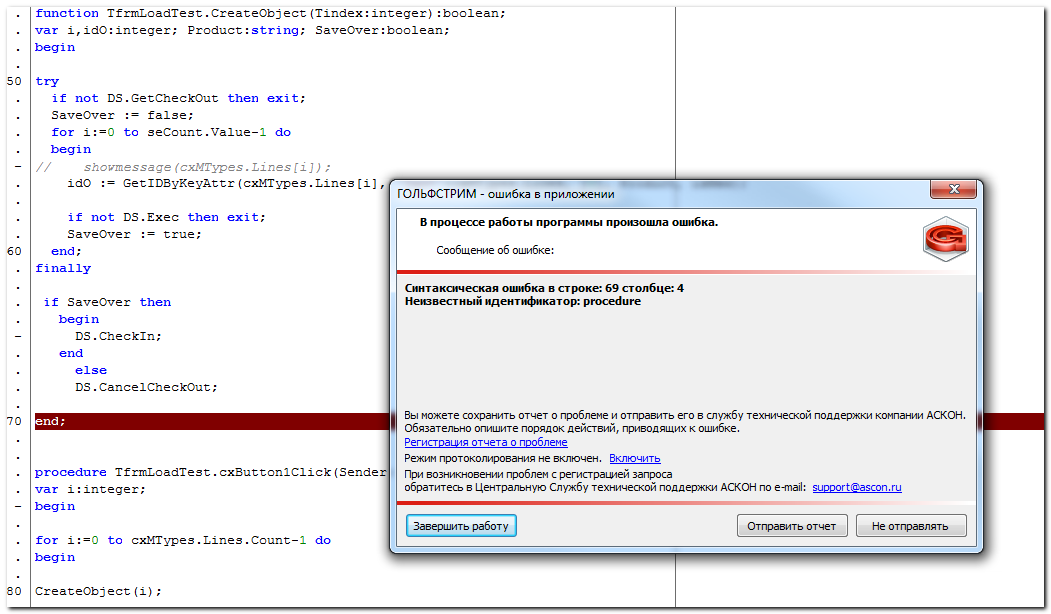 . function TfrmLoadTest.CreateObject(Tindex:integer):boolean;
. var i,idO:integer; Product:string; SaveOver:boolean;
. begin
.
50 try
. if not DS.GetCheckOut then exit;
. SaveOver := false;
. for i:=0 to seCount.Value-1 do
. begin
- // showmessage(cxMTypes.Lines[i]);
. idO := GetIDByKeyAttr(cxMTypes.Lines[i],
.
. if not DS.Exec then exit;
. SaveOver := true;
60 end;
. finally
.
. if SaveOver then
. begin
- DS.CheckIn;
. end
. else
. DS.CancelCheckOut;
.
70 end;
.
.
. procedure TfrmLoadTest.cxButton1Click(Sender
. var i:integer;
- begin
.
. for i:=0 to cxMTypes.Lines.Count-1 do
. begin
.
80 CreateObject(i);
ГОЛЬФСТРИМ - ошибка в приложении
В процессе работы программы произошла ошибка.
Сообщение об ошибке:
Синтаксическая ошибка в строке: 69 столбце: 4
Неизвестный идентификатор: procedure
Вы можете сохранить отчет о проблеме и отправить его в службу технической поддержки компании АСКОН.
Обязательно опишите порядок действий, приводящих к ошибке.
Регистрация отчета о проблеме
Режим протоколирования не включен. Включить
При возникновении проблем с регистрацией запроса
обратитесь в Центральную Службу технической поддержки АСКОН по e-mail: support@ascon.ru
Завершить работу
Отправить отчет
Не отправлять